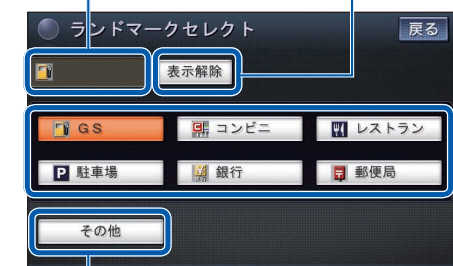 ランドマークセレクト 戻る
表示解除
GS コンビニ レストラン
P 駐車場 銀行 郵便局
その他